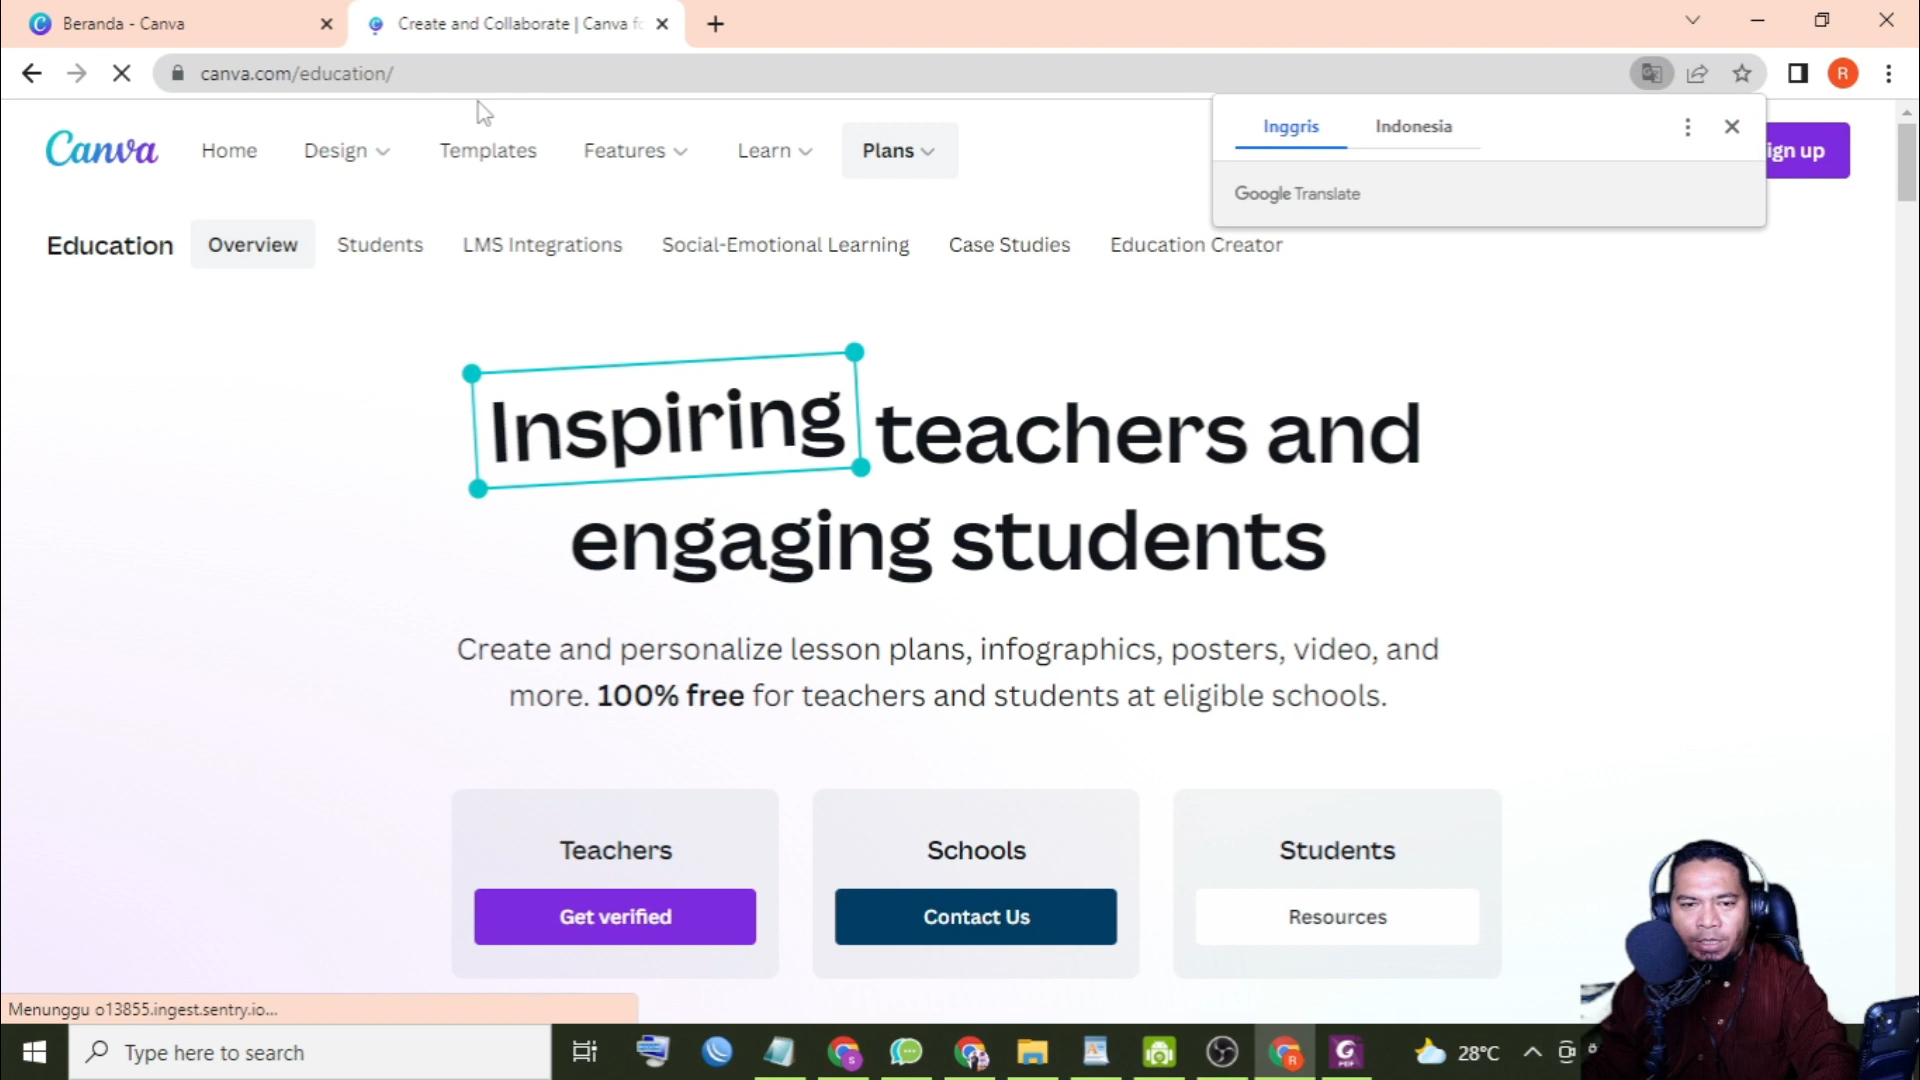 Beranda - Canva
Create and Collaborate | Canva fo
canva.com/education/
Inggris Indonesia
Google Translate
Canva Home Design Templates Features Learn Plans
ign up
Education Overview Students LMS Integrations Social-Emotional Learning Case Studies Education Creator
Inspiring teachers and
engaging students
Create and personalize lesson plans, infographics, posters, video, and
more. 100% free for teachers and students at eligible schools.
Teachers
Get verified
Schools
Contact Us
Students
Resources
Menunggu o13855.ingest.sentry.io...
Type here to search
28°C